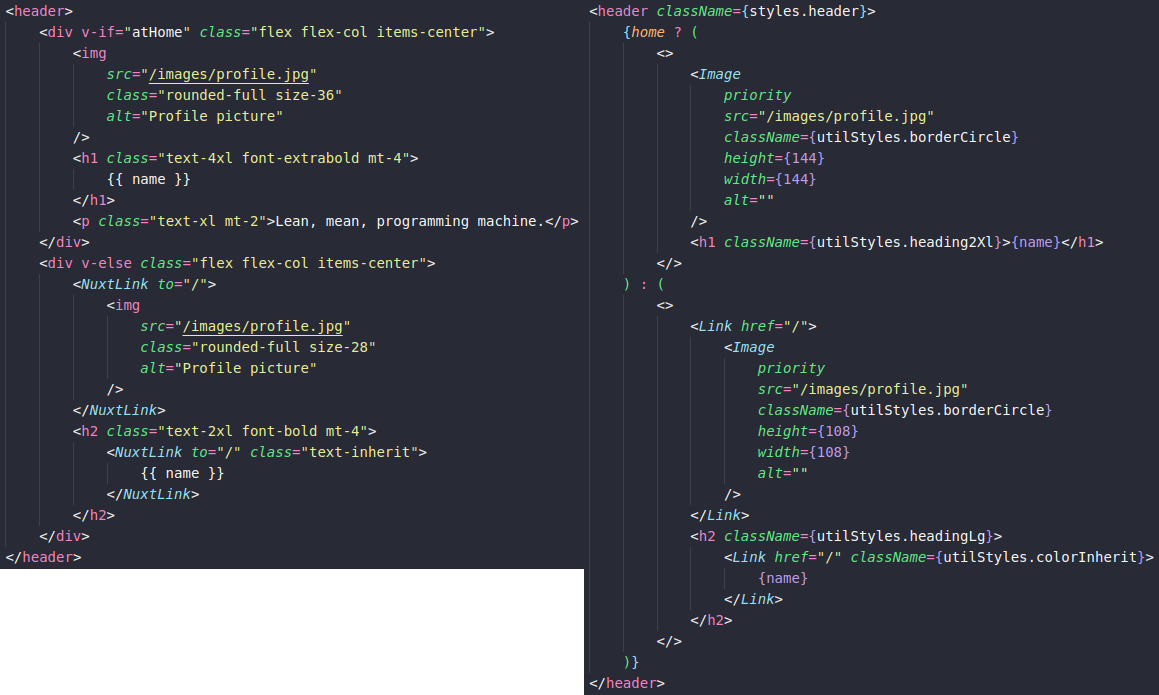 <header>
    <div v-if="atHome" class="flex flex-col items-center">
        <img
            src="/images/profile.jpg"
            class="rounded-full size-36"
            alt="Profile picture"
        />
        <h1 class="text-4xl font-extrabold mt-4">
            {{ name }}
        </h1>
        <p class="text-xl mt-2">Lean, mean, programming machine.</p>
    </div>
    <div v-else class="flex flex-col items-center">
        <NuxtLink to="/">
            <img
                src="/images/profile.jpg"
                class="rounded-full size-28"
                alt="Profile picture"
            />
        </NuxtLink>
        <h2 class="text-2xl font-bold mt-4">
            <NuxtLink to="/" class="text-inherit">
                {{ name }}
            </NuxtLink>
        </h2>
    </div>
</header>
<header className={styles.header}>
    {home ? (
        <>
            <Image
                priority
                src="/images/profile.jpg"
                className={utilStyles.borderCircle}
                height={144}
                width={144}
                alt=""
            />
            <h1 className={utilStyles.heading2Xl}>{name}</h1>
        </>
    ) : (
        <>
            <Link href="/">
                <Image
                    priority
                    src="/images/profile.jpg"
                    className={utilStyles.borderCircle}
                    height={108}
                    width={108}
                    alt=""
                />
            </Link>
            <h2 className={utilStyles.headingLg}>
                <Link href="/" className={utilStyles.colorInherit}>
                    {name}
                </Link>
            </h2>
        </>
    )}
</header>